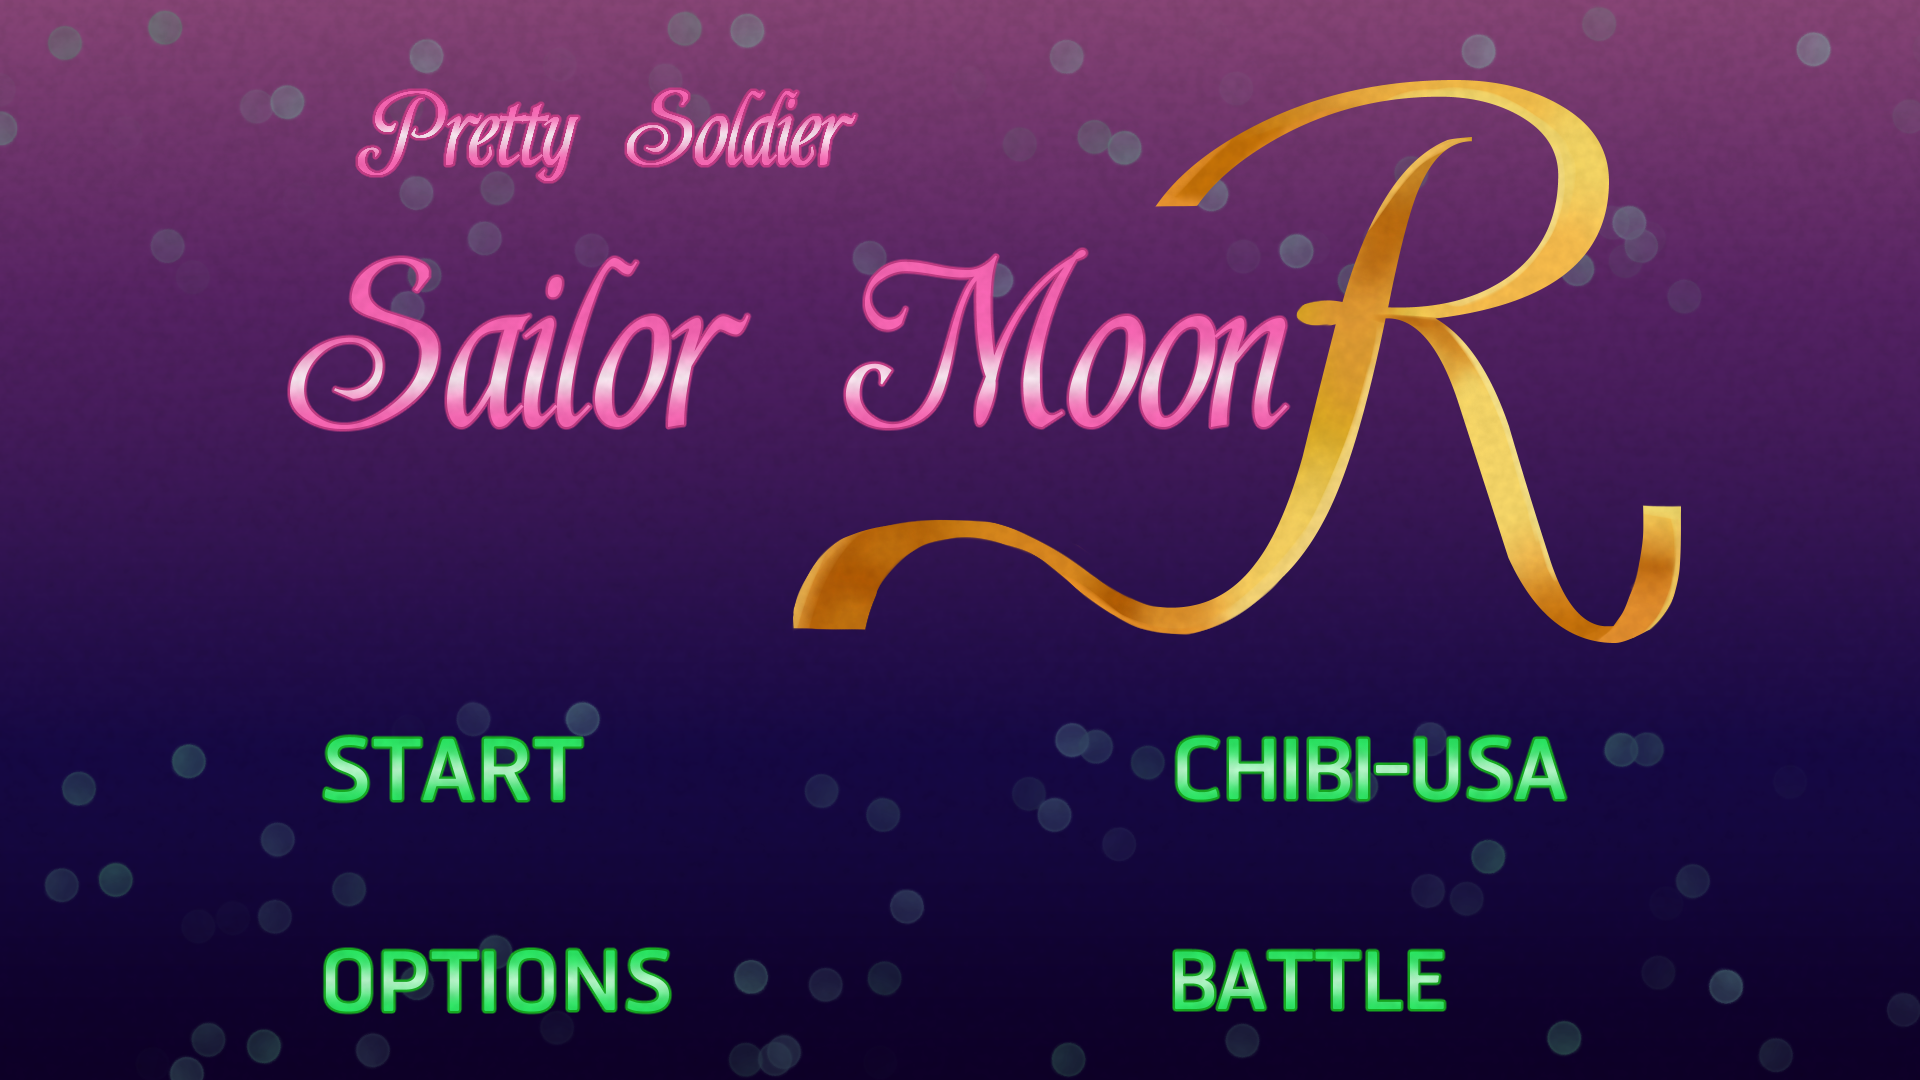 Pretty Soldier
Sailor Moon R
START
CHIBI-USA
OPTIONS
BATTLE